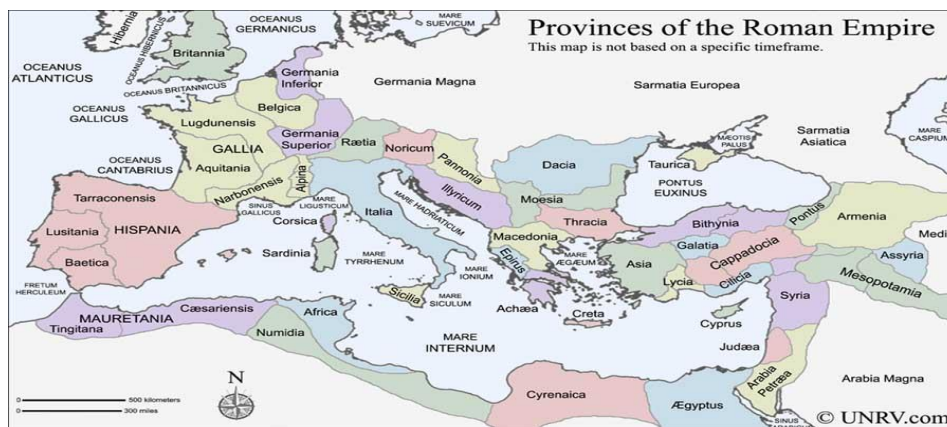 Provinces of the Roman Empire
This map is not based on a specific timeframe.
Hibernia
OCEANUS HIBERNICUS
Britannia
OCEANUS
GERMANICUS
MARE
SUEVICUM
OCEANUS
ATLANTICUS
OCEANUS BRITANNICUS
OCEANUS
GALLICUS
Germania
Inferior
Germania Magna
Sarmatia Europea
Belgica
Lugdunensis
Germania
Superior
GALLIA
Rætia
Noricum
Pannonia
Aquitania
Narbonensis
Alpina
OCEANUS
CANTABRICUS
Dacia
Taurica
MÆOTIS
PALUS
Sarmatia
Asiatica
MARE
CASPIUM
PONTUS
EUXINUS
Tarraconensis
Lusitania
HISPANIA
Baetica
SINUS
GALLICUS
MARE
LIGUSTICUM
Corsica
Sardinia
Italia
MARE HADRIATICUM
Illyricum
Moesia
Thracia
Macedonia
Epirus
MARE
ÆGÆUM
MARE
TYRRHENUM
MARE
IONIUM
Sicilia
MARE
SICULUM
Achæa
Creta
Bithynia
Pontus
Armenia
Galatia
Cappadocia
Asia
Lycia
Cilicia
Medi
Assyria
Mesopotamia
Syria
Cyprus
Judæa
Arabia
Petræa
Arabia Magna
FRETUM
HERCULEUM
MAURETANIA
Tingitana
Cæsariensis
Numidia
Africa
MARE
INTERNUM
Cyrenaica
Ægyptus
N
0
500 kilometers
0
300 miles
© UNRV.com